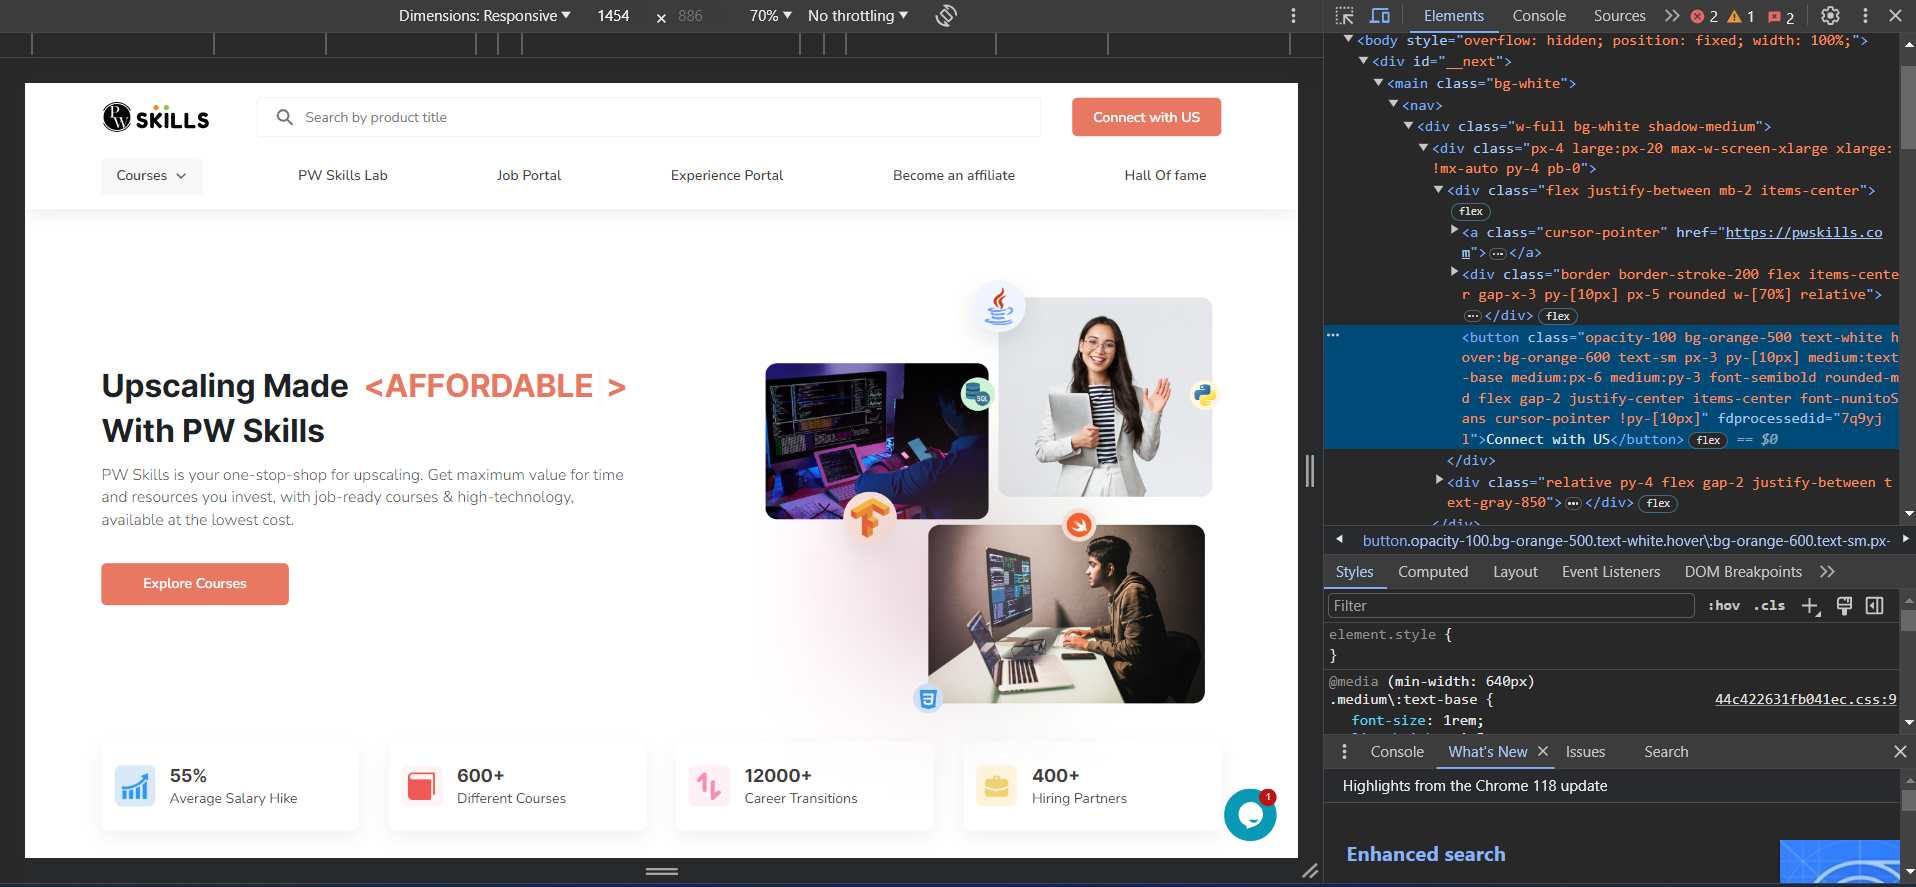 Dimensions: Responsive 1454 × 886 70% No throttling
PW SKILLS
Search by product title
Connect with US
Courses
PW Skills Lab
Job Portal
Experience Portal
Become an affiliate
Hall Of fame
Upscaling Made <AFFORDABLE >
With PW Skills
PW Skills is your one-stop-shop for upscaling. Get maximum value for time
and resources you invest, with job-ready courses & high-technology,
available at the lowest cost.
Explore Courses
SQL
55%
Average Salary Hike
600+
Different Courses
12000+
Career Transitions
400+
Hiring Partners
1
Elements Console Sources 2 1 2
<body style="overflow: hidden; position: fixed; width: 100%;">
<div id="__next">
<main class="bg-white">
<nav>
<div class="w-full bg-white shadow-medium">
<div class="px-4 large:px-20 max-w-screen-xlarge xlarge:
!mx-auto py-4 pb-0">
<div class="flex justify-between mb-2 items-center">
flex
<a class="cursor-pointer" href="https://pwskills.co
m">…</a>
<div class="border border-stroke-200 flex items-cente
r gap-x-3 py-[10px] px-5 rounded w-[70%] relative">
…</div> flex
<button class="opacity-100 bg-orange-500 text-white h
over:bg-orange-600 text-sm px-3 py-[10px] medium:text
-base medium:px-6 medium:py-3 font-semibold rounded-m
d flex gap-2 justify-center items-center font-nunitoS
ans cursor-pointer !py-[10px]" fdprocessedid="7q9yj
l">Connect with US</button> flex == $0
</div>
<div class="relative py-4 flex gap-2 justify-between t
ext-gray-850">…</div> flex
</div>
button.opacity-100.bg-orange-500.text-white.hover\:bg-orange-600.text-sm.px-
Styles Computed Layout Event Listeners DOM Breakpoints
Filter :hov .cls
element.style {
}
@media (min-width: 640px)
.medium\:text-base { 44c422631fb041ec.css:9
font-size: 1rem;
Console What's New Issues Search
Highlights from the Chrome 118 update
Enhanced search